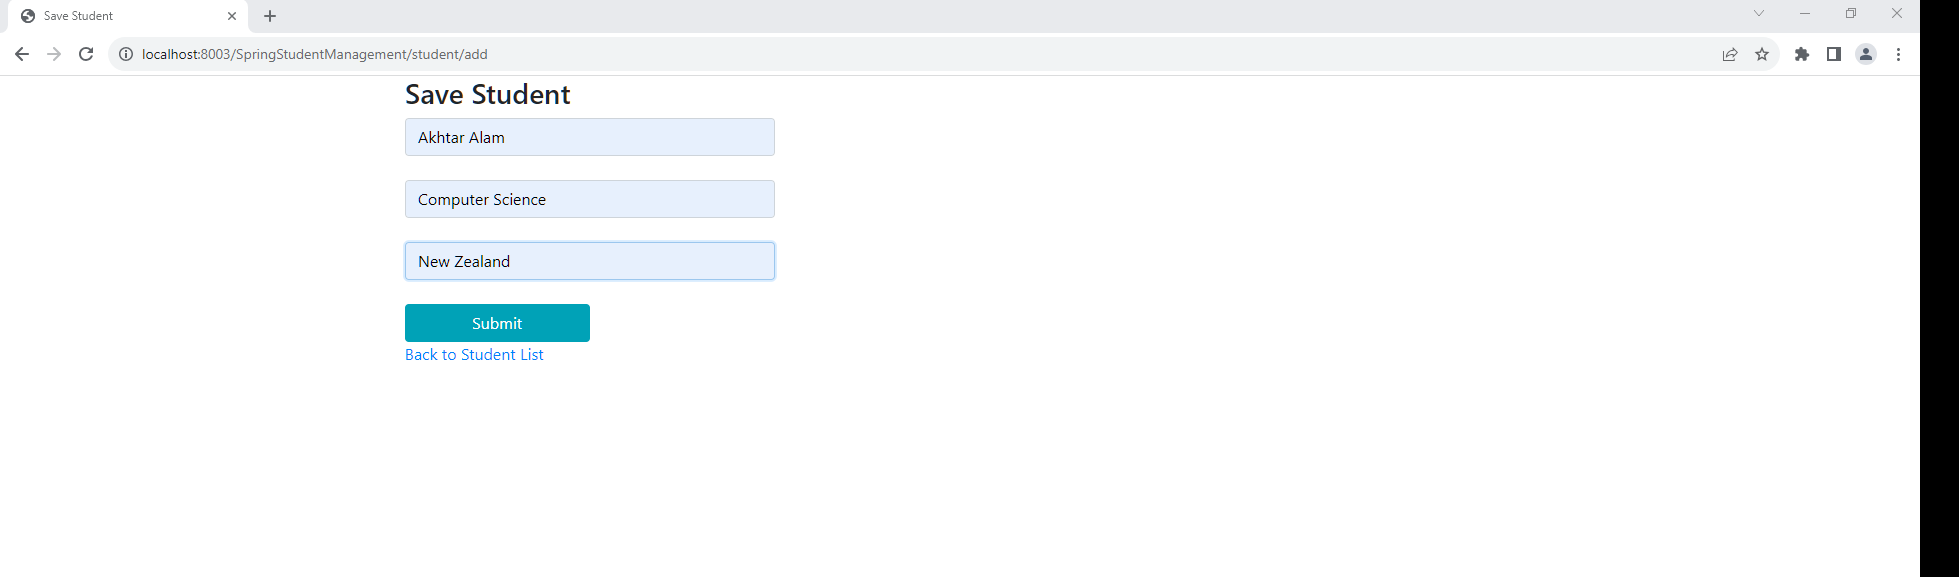 Save Student
localhost:8003/SpringStudentManagement/student/add
Save Student
Akhtar Alam
Computer Science
New Zealand
Submit
Back to Student List